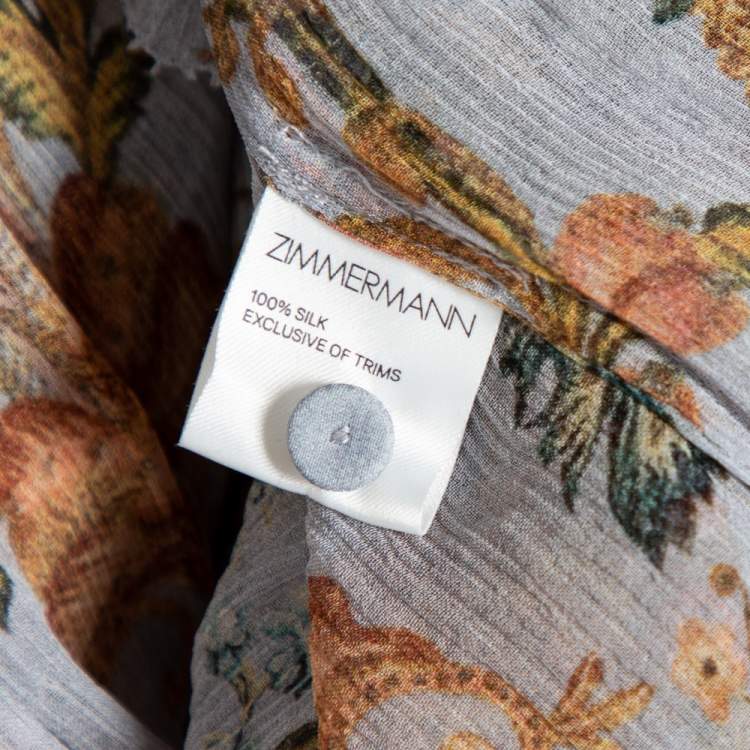 ZIMMERMANN
100% SILK
EXCLUSIVE OF TRIMS